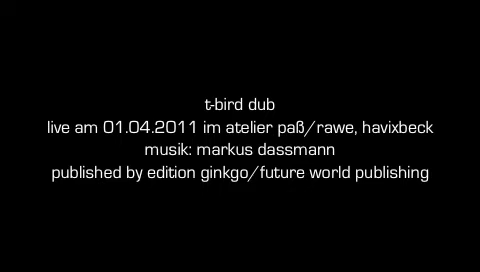 t-bird dub
live am 01.04.2011 im atelier paß/rawe, havixbeck
musik: markus dassmann
published by edition ginkgo/future world publishing